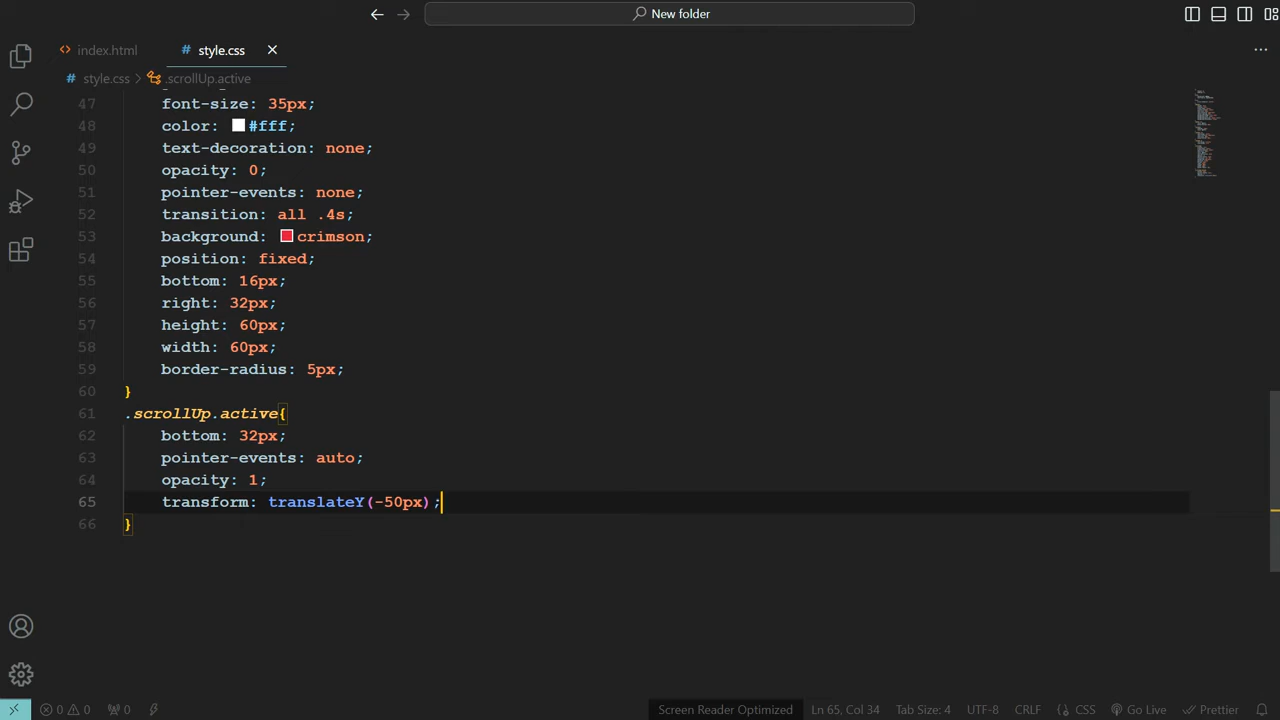 New folder
index.html
# style.css
# style.css > .scrollUp.active
47 font-size: 35px;
48 color: #fff;
49 text-decoration: none;
50 opacity: 0;
51 pointer-events: none;
52 transition: all .4s;
53 background: crimson;
54 position: fixed;
55 bottom: 16px;
56 right: 32px;
57 height: 60px;
58 width: 60px;
59 border-radius: 5px;
60 }
61 .scrollUp.active{
62 bottom: 32px;
63 pointer-events: auto;
64 opacity: 1;
65 transform: translateY(-50px);
66 }
0 0 0 Screen Reader Optimized Ln 65, Col 34 Tab Size: 4 UTF-8 CRLF {} CSS Go Live Prettier